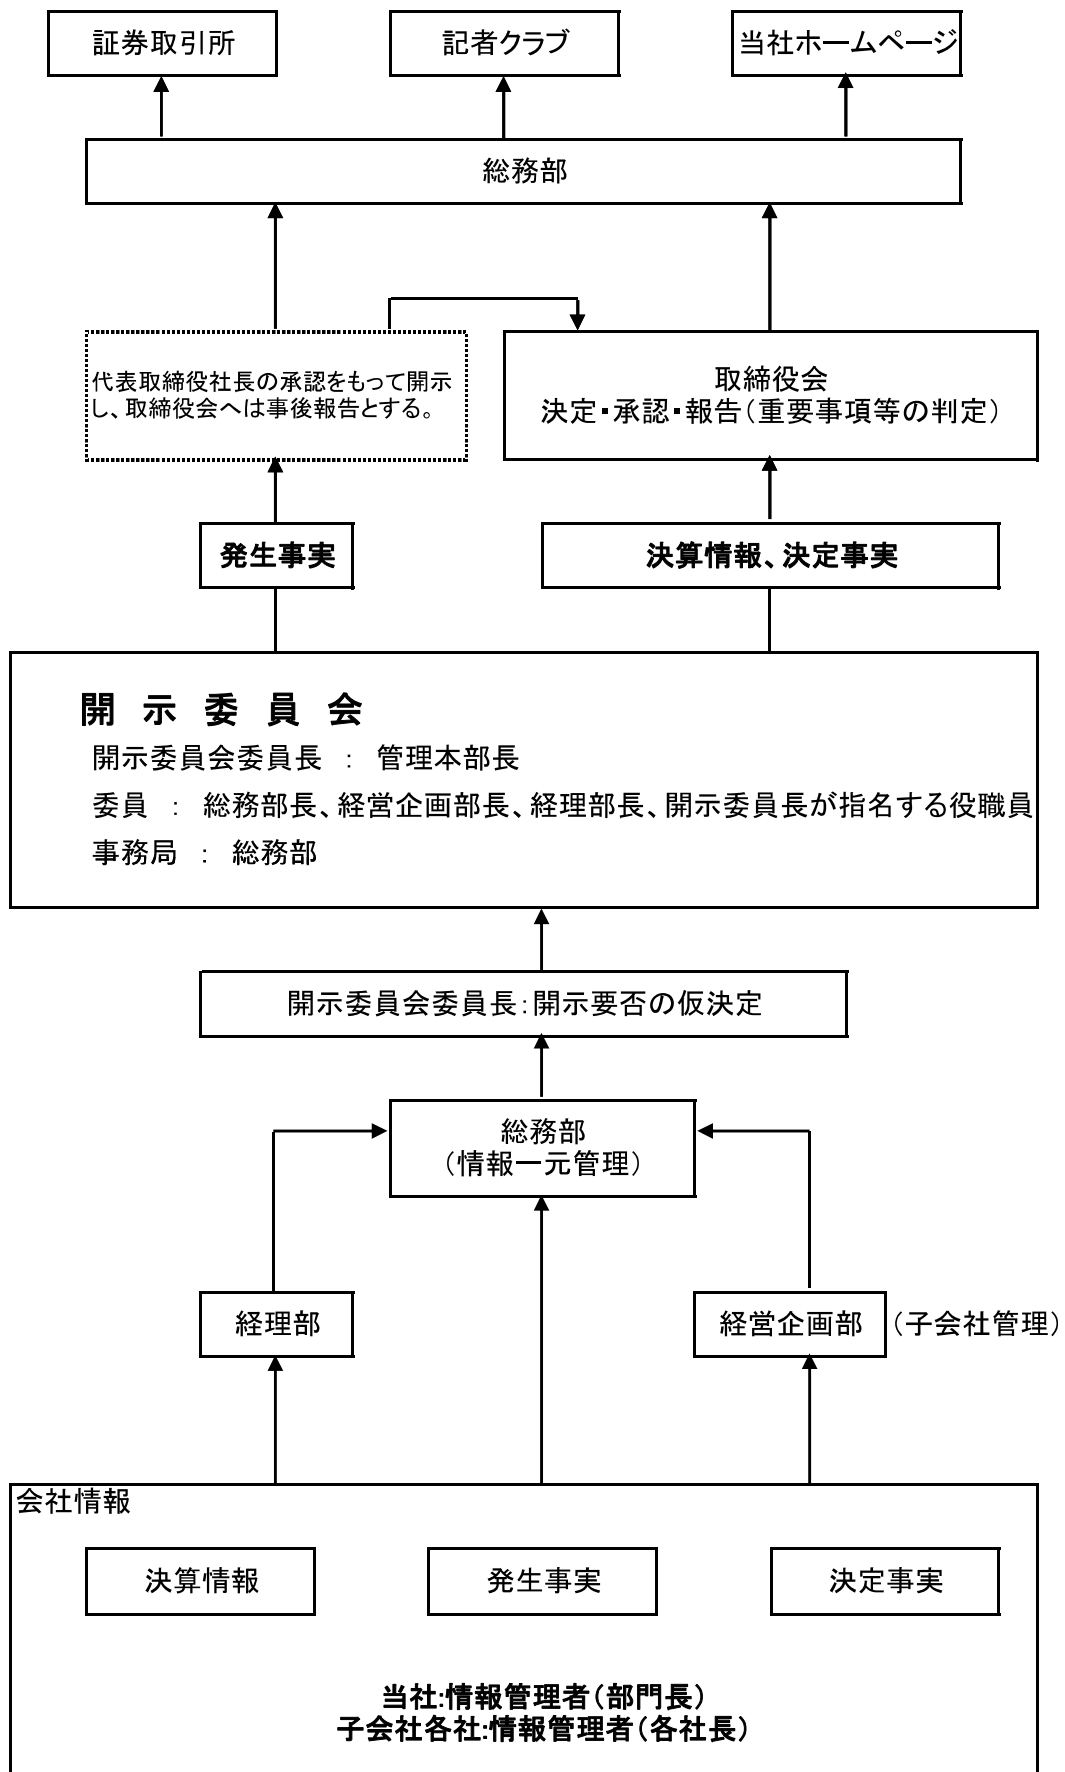 証券取引所
記者クラブ
当社ホームページ
総務部
代表取締役社長の承認をもって開示
し、取締役会へは事後報告とする。
取締役会
決定・承認・報告（重要事項等の判定）
発生事実
決算情報、決定事実
開 示 委 員 会
開示委員会委員長 ： 管理本部長
委員 ： 総務部長、経営企画部長、経理部長、開示委員長が指名する役職員
事務局 ： 総務部
開示委員会委員長：開示要否の仮決定
総務部
（情報一元管理）
経理部
経営企画部
（子会社管理）
会社情報
決算情報
発生事実
決定事実
当社:情報管理者（部門長）
子会社各社:情報管理者（各社長）